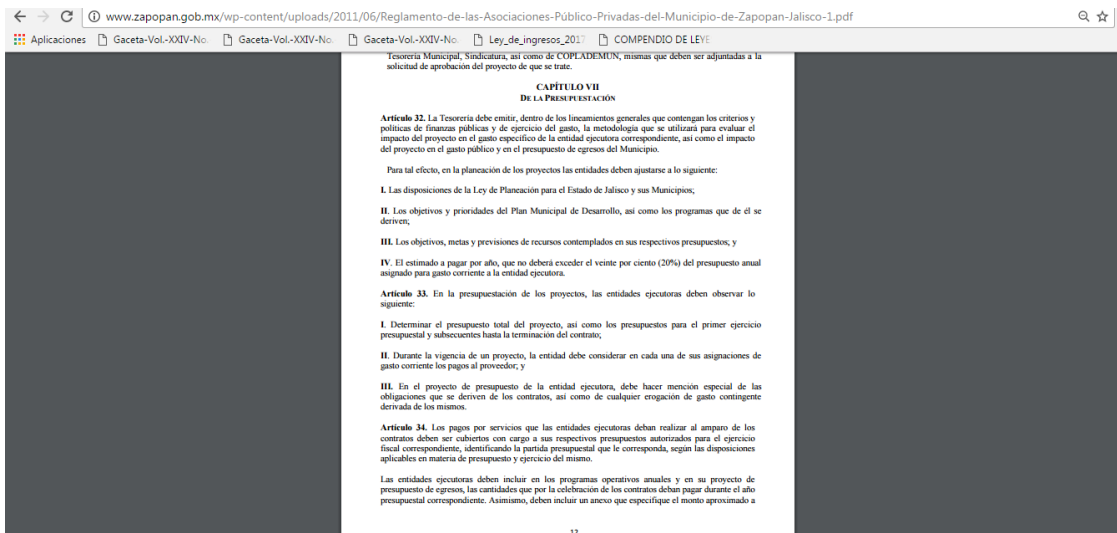 www.zapopan.gob.mx/wp-content/uploads/2011/06/Reglamento-de-las-Asociaciones-Público-Privadas-del-Municipio-de-Zapopan-Jalisco-1.pdf
Aplicaciones Gaceta-Vol.-XXIV-No. Gaceta-Vol.-XXIV-No. Gaceta-Vol.-XXIV-No. Ley_de_ingresos_2017 COMPENDIO DE LEYE
Tesorería Municipal, Sindicatura, así como de COPLADEMUN, mismas que deben ser adjuntadas a la
solicitud de aprobación del proyecto de que se trate.
CAPÍTULO VII
DE LA PRESUPUESTACIÓN
Artículo 32. La Tesorería debe emitir, dentro de los lineamientos generales que contengan los criterios y
políticas de finanzas públicas y de ejercicio del gasto, la metodología que se utilizará para evaluar el
impacto del proyecto en el gasto específico de la entidad ejecutora correspondiente, así como el impacto
del proyecto en el gasto público y en el presupuesto de egresos del Municipio.
Para tal efecto, en la planeación de los proyectos las entidades deben ajustarse a lo siguiente:
I. Las disposiciones de la Ley de Planeación para el Estado de Jalisco y sus Municipios;
II. Los objetivos y prioridades del Plan Municipal de Desarrollo, así como los programas que de él se
deriven;
III. Los objetivos, metas y previsiones de recursos contemplados en sus respectivos presupuestos; y
IV. El estimado a pagar por año, que no deberá exceder el veinte por ciento (20%) del presupuesto anual
asignado para gasto corriente a la entidad ejecutora.
Artículo 33. En la presupuestación de los proyectos, las entidades ejecutoras deben observar lo
siguiente:
I. Determinar el presupuesto total del proyecto, así como los presupuestos para el primer ejercicio
presupuestal y subsecuentes hasta la terminación del contrato;
II. Durante la vigencia de un proyecto, la entidad debe considerar en cada una de sus asignaciones de
gasto corriente los pagos al proveedor; y
III. En el proyecto de presupuesto de la entidad ejecutora, debe hacer mención especial de las
obligaciones que se deriven de los contratos, así como de cualquier erogación de gasto contingente
derivada de los mismos.
Artículo 34. Los pagos por servicios que las entidades ejecutoras deban realizar al amparo de los
contratos deben ser cubiertos con cargo a sus respectivos presupuestos autorizados para el ejercicio
fiscal correspondiente, identificando la partida presupuestal que le corresponda, según las disposiciones
aplicables en materia de presupuesto y ejercicio del mismo.
Las entidades ejecutoras deben incluir en los programas operativos anuales y en su proyecto de
presupuesto de egresos, las cantidades que por la celebración de los contratos deban pagar durante el año
presupuestal correspondiente. Asimismo, deben incluir un anexo que especifique el monto aproximado a